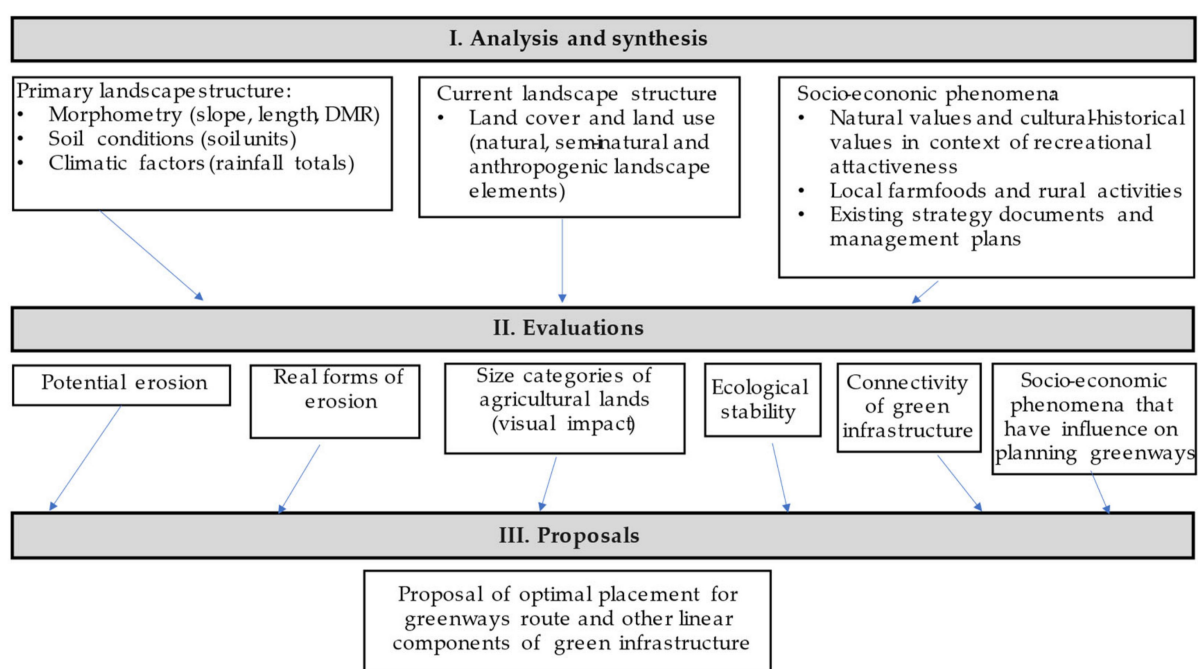 I. Analysis and synthesis
Primary landscape structure:
• Morphometry (slope, length, DMR)
• Soil conditions (soil units)
• Climatic factors (rainfall totals)
Current landscape structure
• Land cover and land use
(natural, semi-natural and
anthropogenic landscape
elements)
Socio-econonic phenomena:
• Natural values and cultural-historical
values in context of recreational
attactiveness
• Local farmfoods and rural activities
• Existing strategy documents and
management plans
II. Evaluations
Potential erosion
Real forms of
erosion
Size categories of
agricultural lands
(visual impact)
Ecological
stability
Connectivity
of green
infrastructure
Socio-economic
phenomena that
have influence on
planning greenways
III. Proposals
Proposal of optimal placement for
greenways route and other linear
components of green infrastructure